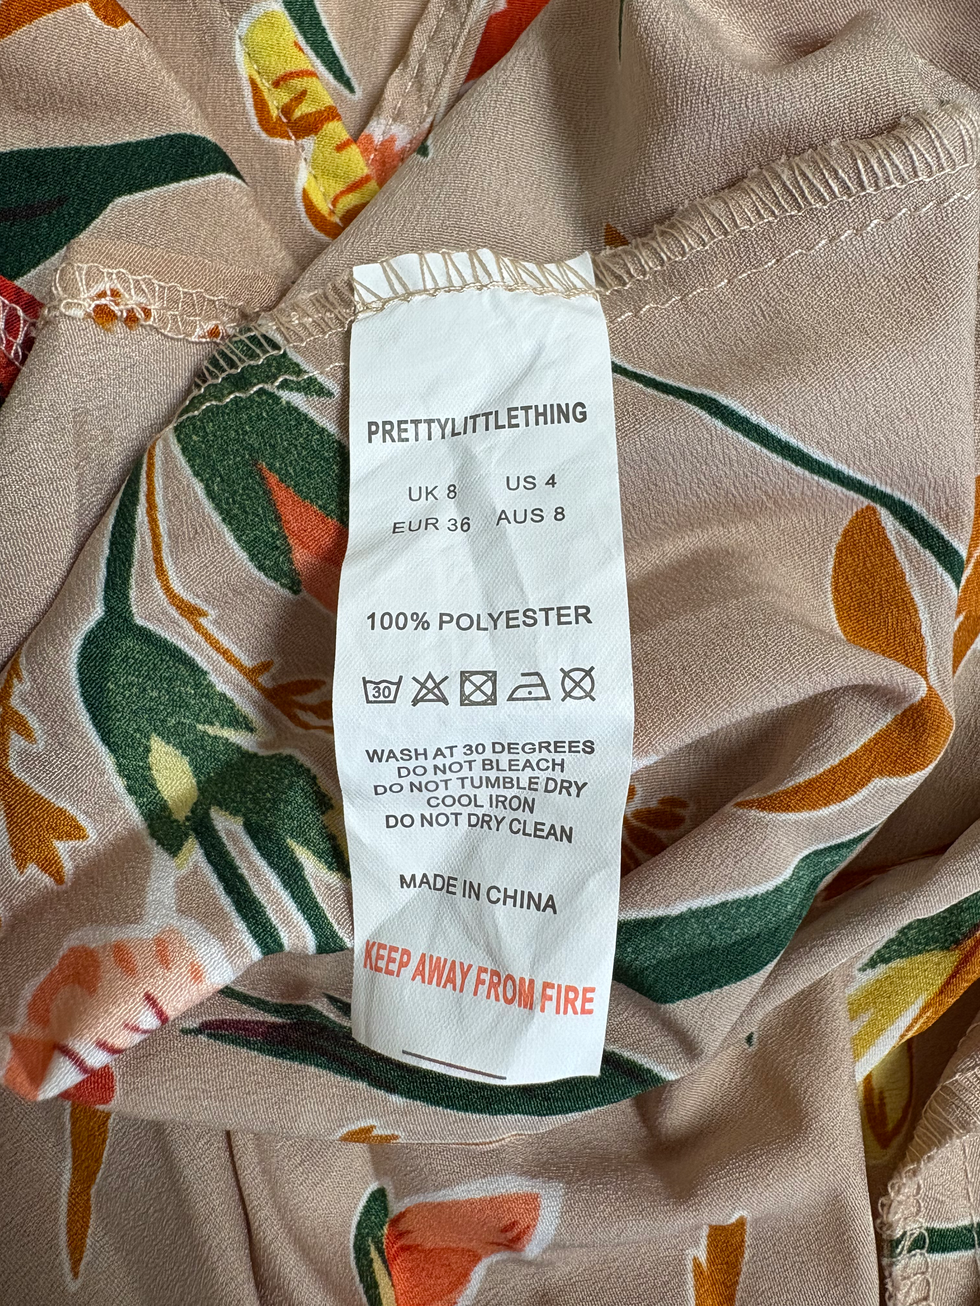 PRETTYLITTLETHING
UK 8 US 4
EUR 36 AUS 8
100% POLYESTER
30
WASH AT 30 DEGREES
DO NOT BLEACH
DO NOT TUMBLE DRY
COOL IRON
DO NOT DRY CLEAN
MADE IN CHINA
KEEP AWAY FROM FIRE